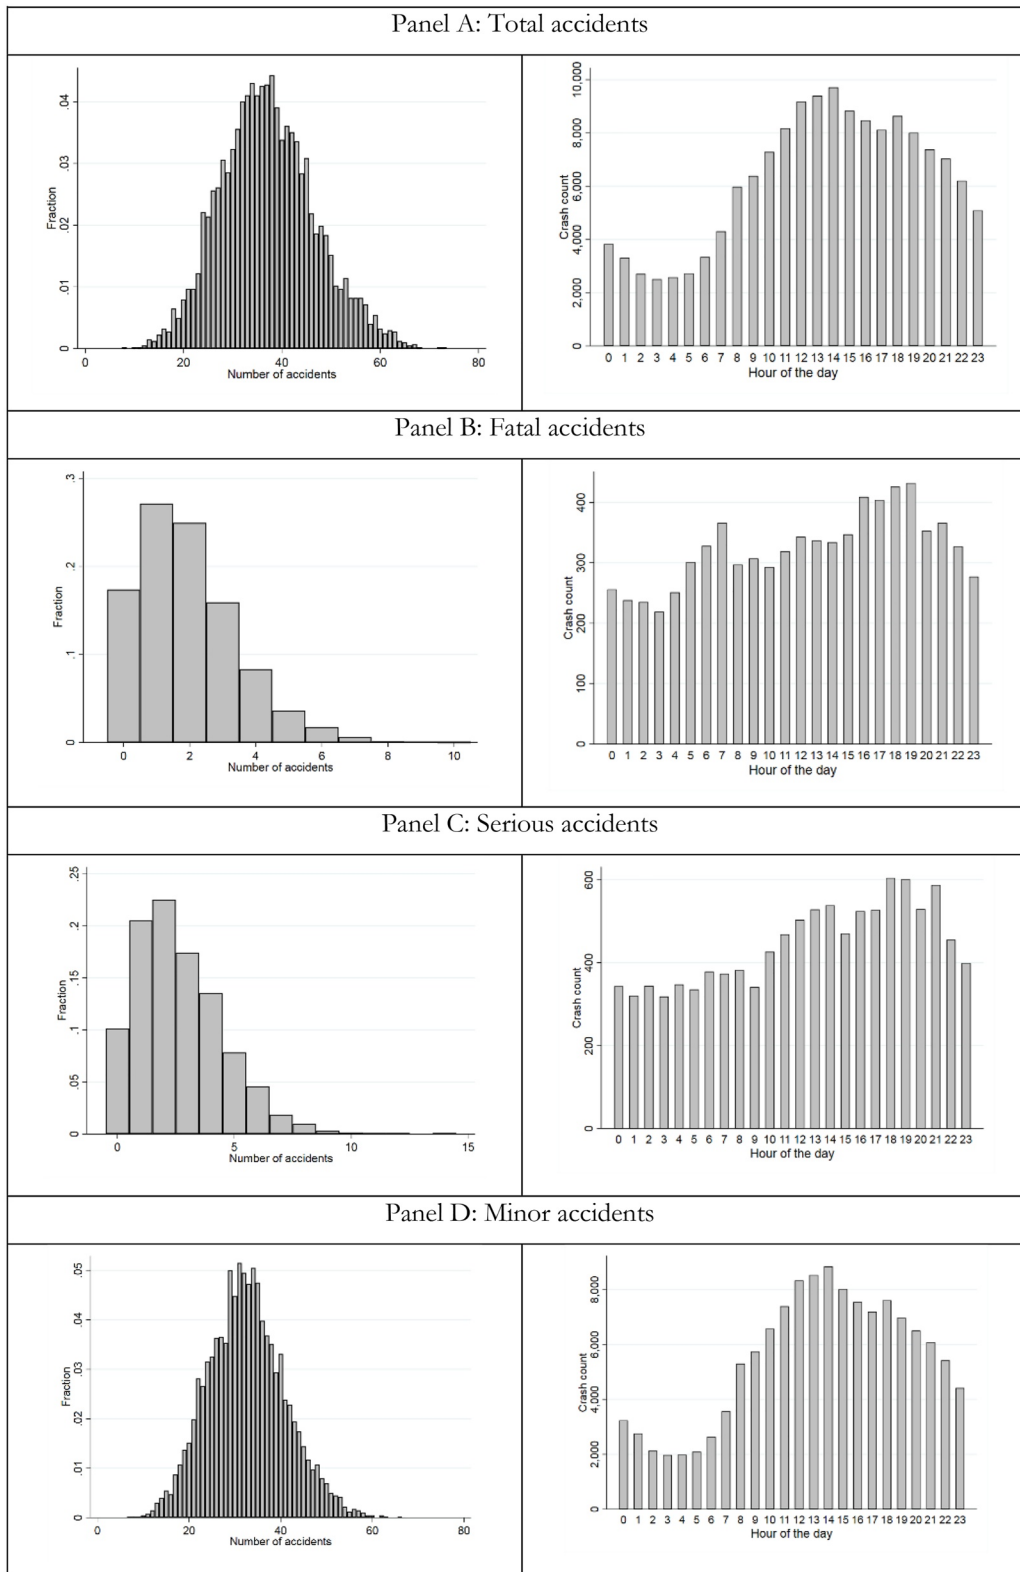 Panel A: Total accidents
Fraction
0 .01 .02 .03 .04
0 20 40 60 80
Number of accidents
Crash count
0 2,000 4,000 6,000 8,000 10,000
0 1 2 3 4 5 6 7 8 9 10 11 12 13 14 15 16 17 18 19 20 21 22 23
Hour of the day
Panel B: Fatal accidents
Fraction
0 .1 .2 .3
0 2 4 6 8 10
Number of accidents
Crash count
0 100 200 300 400
0 1 2 3 4 5 6 7 8 9 10 11 12 13 14 15 16 17 18 19 20 21 22 23
Hour of the day
Panel C: Serious accidents
Fraction
0 .05 .1 .15 .2 .25
0 5 10 15
Number of accidents
Crash count
0 200 400 600
0 1 2 3 4 5 6 7 8 9 10 11 12 13 14 15 16 17 18 19 20 21 22 23
Hour of the day
Panel D: Minor accidents
Fraction
0 .01 .02 .03 .04 .05
0 20 40 60 80
Number of accidents
Crash count
0 2,000 4,000 6,000 8,000
0 1 2 3 4 5 6 7 8 9 10 11 12 13 14 15 16 17 18 19 20 21 22 23
Hour of the day